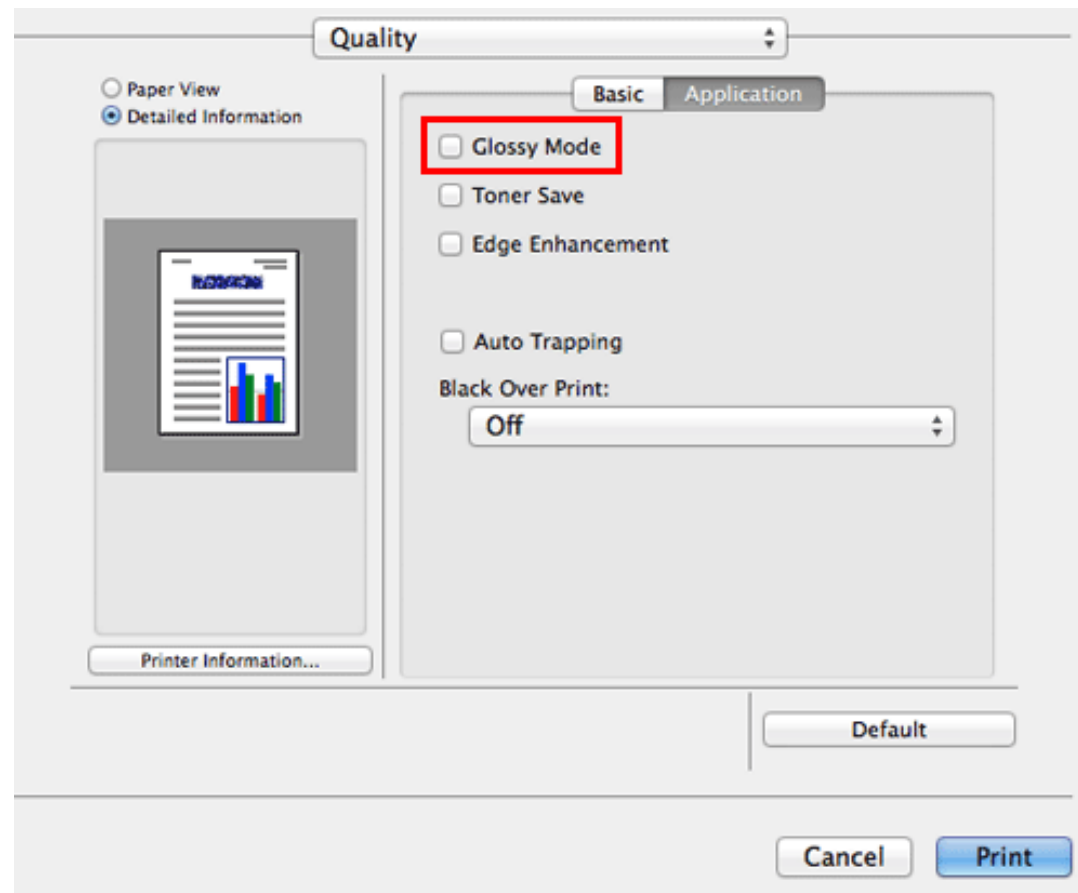 Quality
Paper View
Detailed Information
Basic Application
Glossy Mode
Toner Save
Edge Enhancement
Auto Trapping
Black Over Print:
Off
Printer Information...
Default
Cancel Print